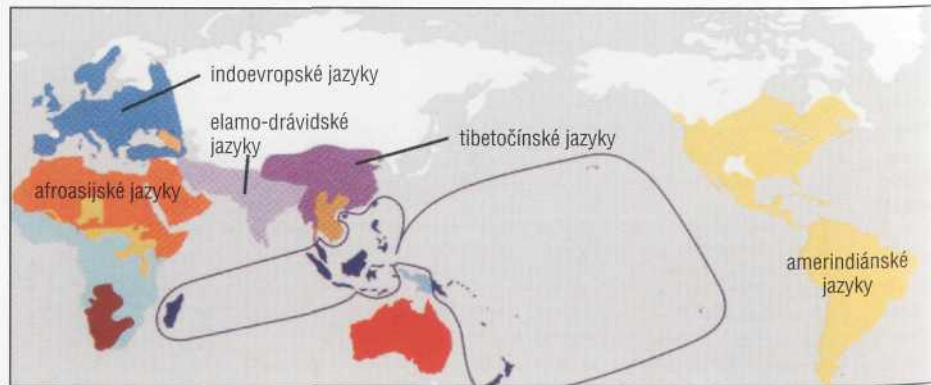 indoevropské jazyky
elamo-drávidské
jazyky
tibetočínské jazyky
afroasijské jazyky
amerindiánské
jazyky